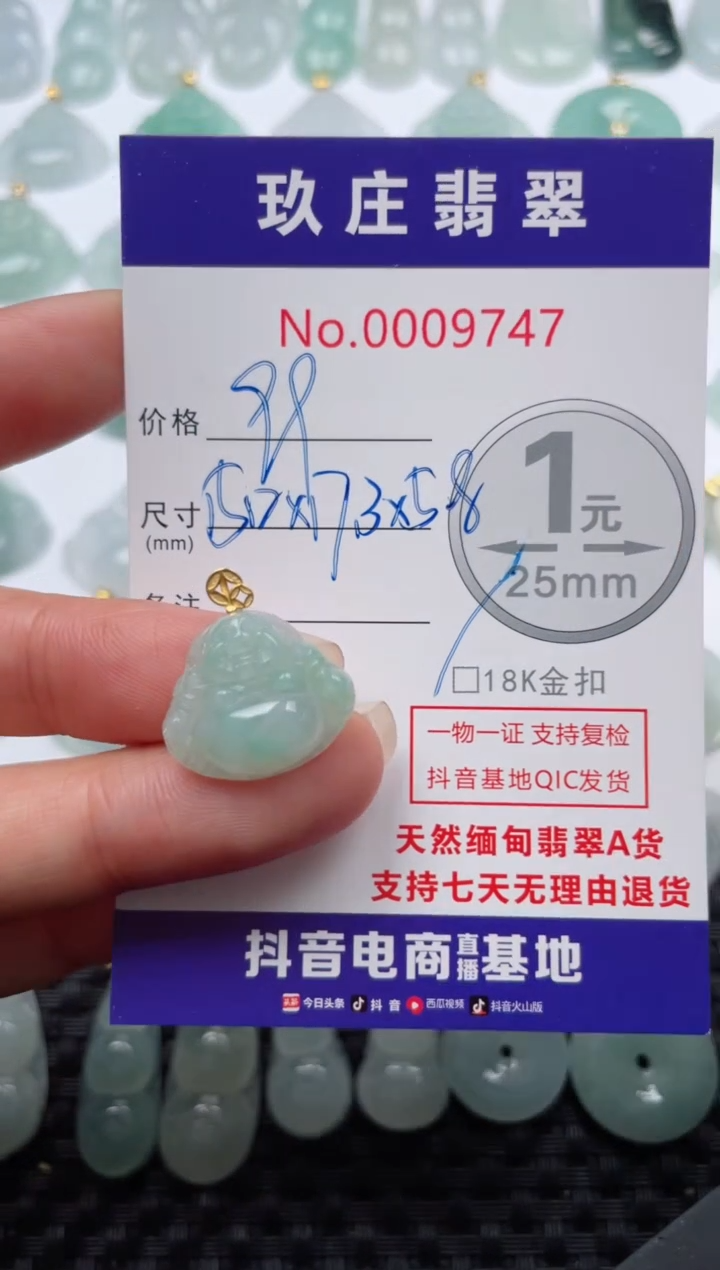 玖庄翡翠
No.0009747
价格
尺寸 15.7x17.3x5.8
(mm)
1元
25mm
备注
18K金扣
一物一证 支持复检
抖音基地QIC发货
天然缅甸翡翠A货
支持七天无理由退货
抖音电商直播基地
头条 今日头条 抖音 西瓜视频 抖音火山版